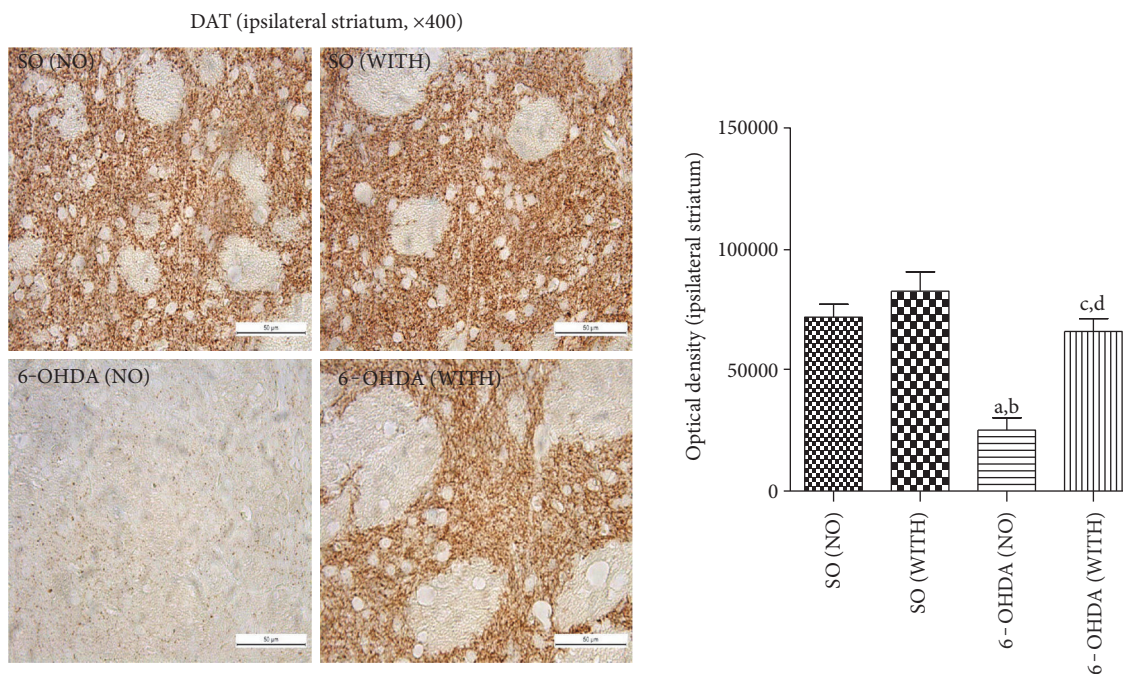 DAT (ipsilateral striatum, ×400)
SO (NO)
SO (WITH)
50 µm
50 µm
6-OHDA (NO)
6-OHDA (WITH)
50 µm
50 µm
Optical density (ipsilateral striatum)
150000
100000
50000
0
a,b
c,d
SO (NO)
SO (WITH)
6-OHDA (NO)
6-OHDA (WITH)